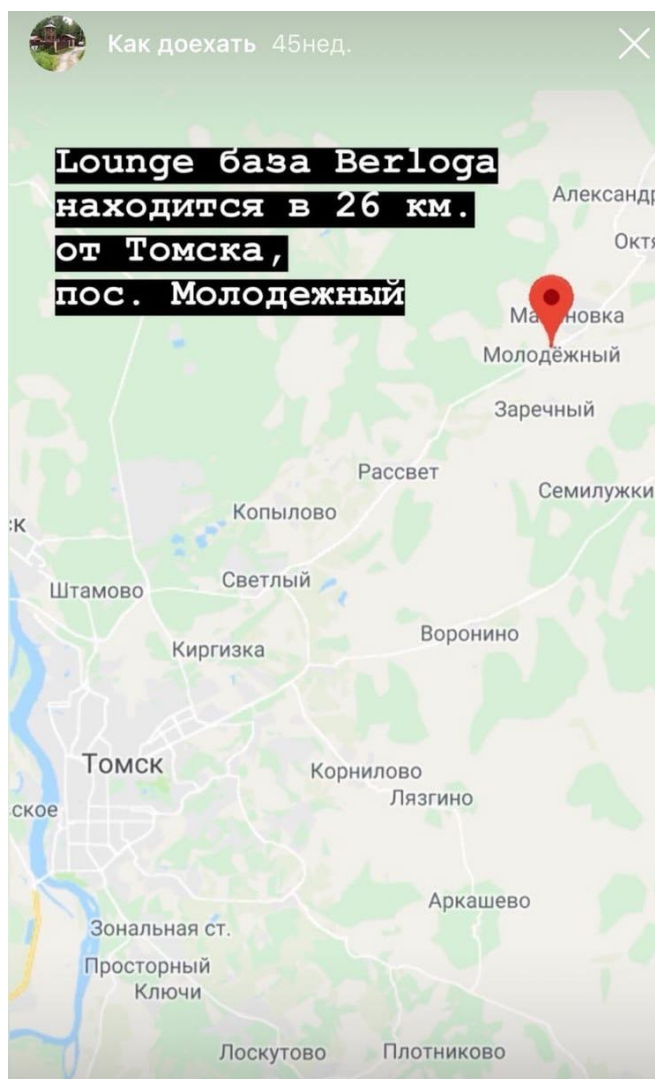 Как доехать 45нед.
Lounge база Berloga
находится в 26 км.
от Томска,
пос. Молодежный
Молодёжный
Заречный
Рассвет
Семилужки
Копылово
Светлый
Штамово
Воронино
Киргизка
Томск
Корнилово
Лязгино
Аркашево
Зональная ст.
Просторный
Ключи
Лоскутово
Плотниково